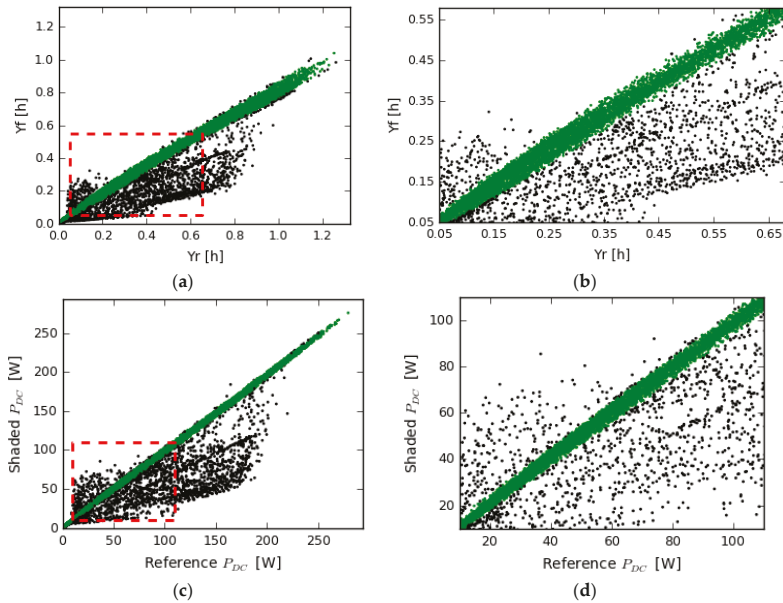 1.2
1.0
0.8
0.6
0.4
0.2
0.0
Yf [h]
0.0 0.2 0.4 0.6 0.8 1.0 1.2
Yr [h]
(a)
0.55
0.45
0.35
0.25
0.15
0.05
Yf [h]
0.05 0.15 0.25 0.35 0.45 0.55 0.65
Yr [h]
(b)
250
200
150
100
50
0
Shaded P_DC [W]
0 50 100 150 200 250
Reference P_DC [W]
(c)
100
80
60
40
20
Shaded P_DC [W]
20 40 60 80 100
Reference P_DC [W]
(d)